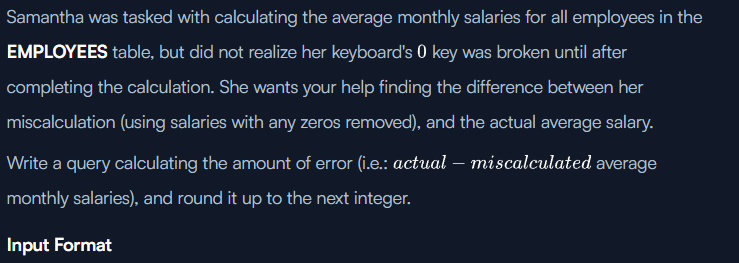 Samantha was tasked with calculating the average monthly salaries for all employees in the
EMPLOYEES table, but did not realize her keyboard's 0 key was broken until after
completing the calculation. She wants your help finding the difference between her
miscalculation (using salaries with any zeros removed), and the actual average salary.
Write a query calculating the amount of error (i.e.: actual − miscalculated average
monthly salaries), and round it up to the next integer.
Input Format